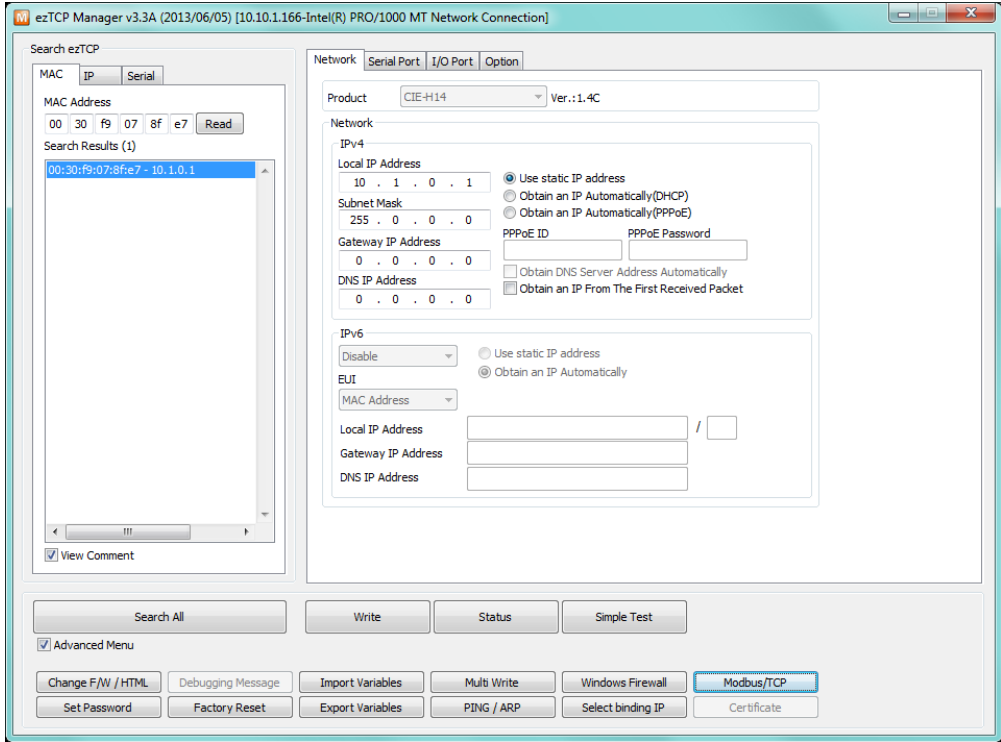 ezTCP Manager v3.3A (2013/06/05) [10.10.1.166-Intel(R) PRO/1000 MT Network Connection]
Search ezTCP
MAC IP Serial
MAC Address
00 30 f9 07 8f e7 Read
Search Results (1)
00:30:f9:07:8f:e7 - 10.1.0.1
View Comment
Network Serial Port I/O Port Option
Product CIE-H14 Ver.:1.4C
Network
IPv4
Local IP Address
10 . 1 . 0 . 1
Subnet Mask
255 . 0 . 0 . 0
Gateway IP Address
0 . 0 . 0 . 0
DNS IP Address
0 . 0 . 0 . 0
Use static IP address
Obtain an IP Automatically(DHCP)
Obtain an IP Automatically(PPPoE)
PPPoE ID PPPoE Password
Obtain DNS Server Address Automatically
Obtain an IP From The First Received Packet
IPv6
Disable
EUI
MAC Address
Use static IP address
Obtain an IP Automatically
Local IP Address /
Gateway IP Address
DNS IP Address
Search All Write Status Simple Test
Advanced Menu
Change F/W / HTML Debugging Message Import Variables Multi Write Windows Firewall Modbus/TCP
Set Password Factory Reset Export Variables PING / ARP Select binding IP Certificate